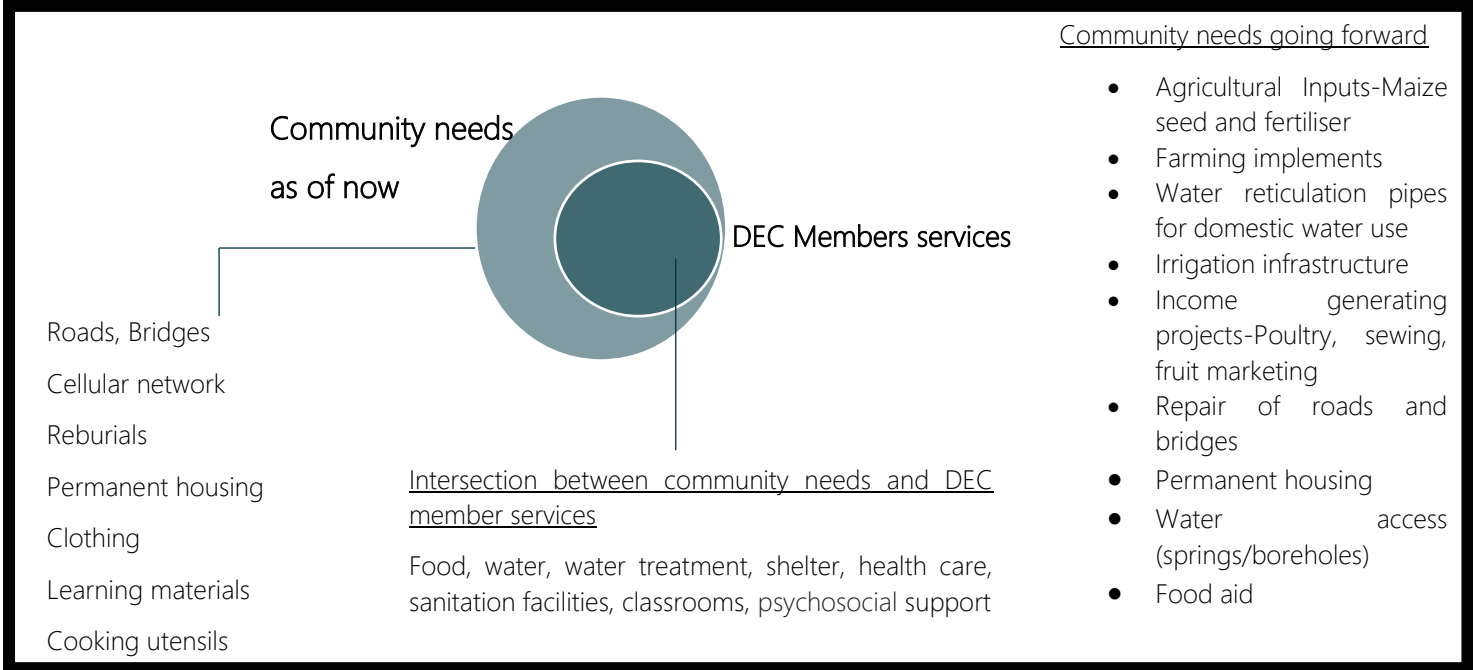 Community needs
as of now
DEC Members services
Roads, Bridges
Cellular network
Reburials
Permanent housing
Clothing
Learning materials
Cooking utensils
Intersection between community needs and DEC
member services
Food, water, water treatment, shelter, health care,
sanitation facilities, classrooms, psychosocial support
Community needs going forward
• Agricultural Inputs-Maize
seed and fertiliser
• Farming implements
• Water reticulation pipes
for domestic water use
• Irrigation infrastructure
• Income generating
projects-Poultry, sewing,
fruit marketing
• Repair of roads and
bridges
• Permanent housing
• Water access
(springs/boreholes)
• Food aid